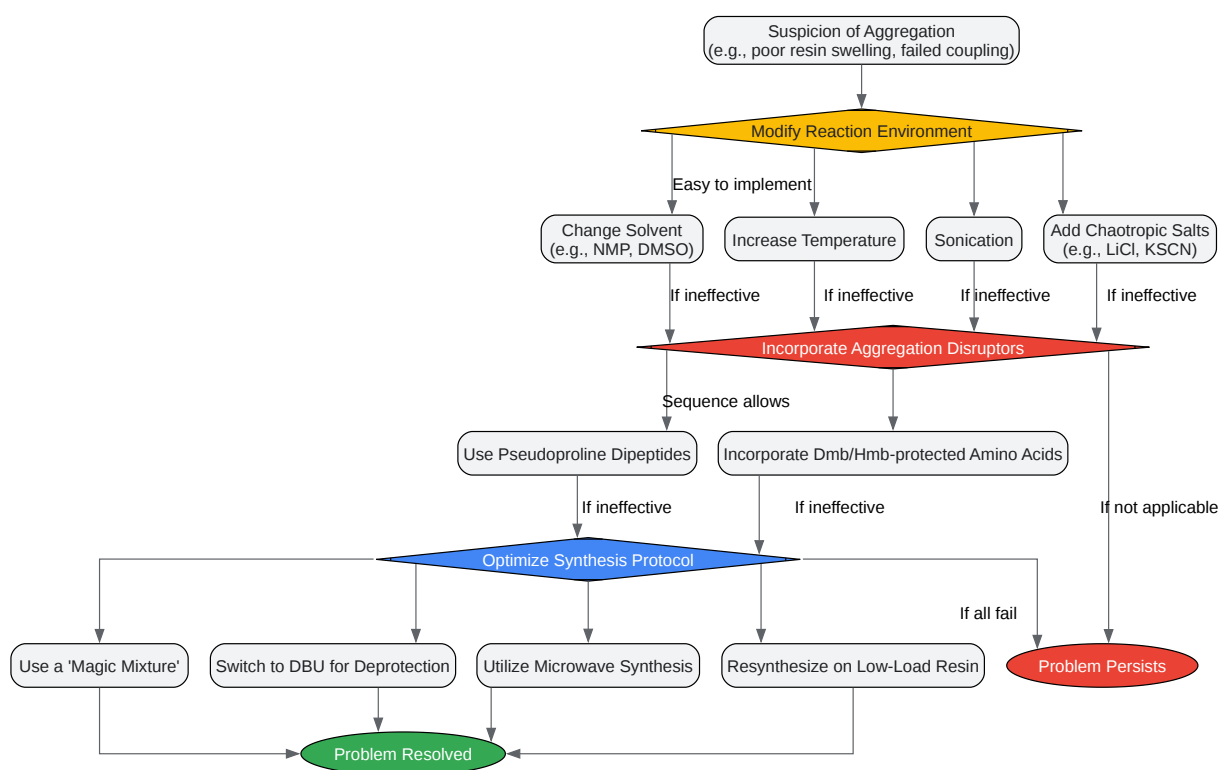 Suspicion of Aggregation
(e.g., poor resin swelling, failed coupling)
Modify Reaction Environment
Easy to implement
Change Solvent
(e.g., NMP, DMSO)
Increase Temperature
Sonication
Add Chaotropic Salts
(e.g., LiCl, KSCN)
If ineffective
If ineffective
If ineffective
If ineffective
Incorporate Aggregation Disruptors
Sequence allows
Use Pseudoproline Dipeptides
Incorporate Dmb/Hmb-protected Amino Acids
If ineffective
If ineffective
If not applicable
Optimize Synthesis Protocol
If all fail
Use a 'Magic Mixture'
Switch to DBU for Deprotection
Utilize Microwave Synthesis
Resynthesize on Low-Load Resin
Problem Persists
Problem Resolved